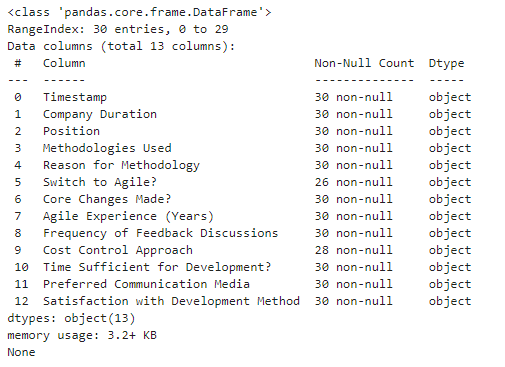 <class 'pandas.core.frame.DataFrame'>
RangeIndex: 30 entries, 0 to 29
Data columns (total 13 columns):
 #   Column                               Non-Null Count  Dtype
---  ------                               --------------  -----
 0   Timestamp                            30 non-null     object
 1   Company Duration                     30 non-null     object
 2   Position                             30 non-null     object
 3   Methodologies Used                   30 non-null     object
 4   Reason for Methodology               30 non-null     object
 5   Switch to Agile?                     26 non-null     object
 6   Core Changes Made?                   30 non-null     object
 7   Agile Experience (Years)             30 non-null     object
 8   Frequency of Feedback Discussions    30 non-null     object
 9   Cost Control Approach                28 non-null     object
 10  Time Sufficient for Development?     30 non-null     object
 11  Preferred Communication Media        30 non-null     object
 12  Satisfaction with Development Method 30 non-null     object
dtypes: object(13)
memory usage: 3.2+ KB
None